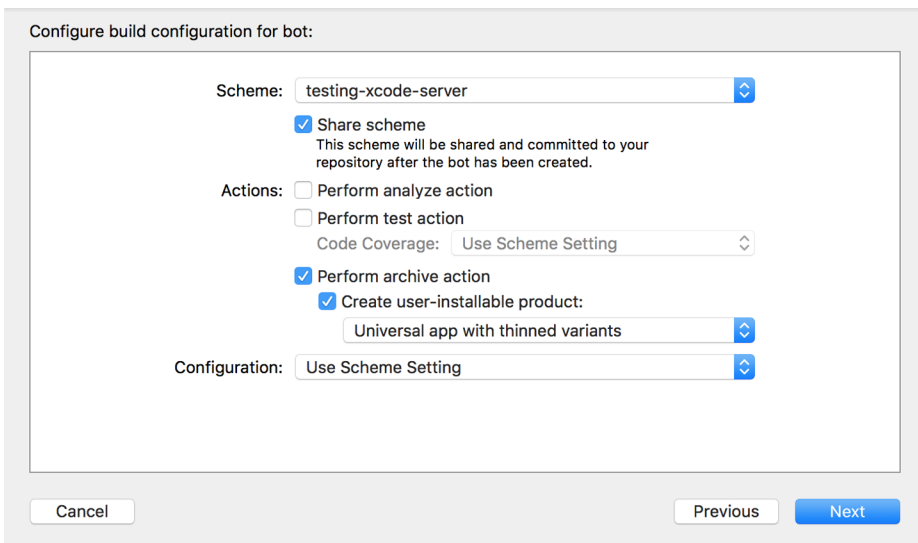 Configure build configuration for bot:
Scheme: testing-xcode-server
Share scheme
This scheme will be shared and committed to your
repository after the bot has been created.
Actions: Perform analyze action
Perform test action
Code Coverage: Use Scheme Setting
Perform archive action
Create user-installable product:
Universal app with thinned variants
Configuration: Use Scheme Setting
Cancel Previous Next